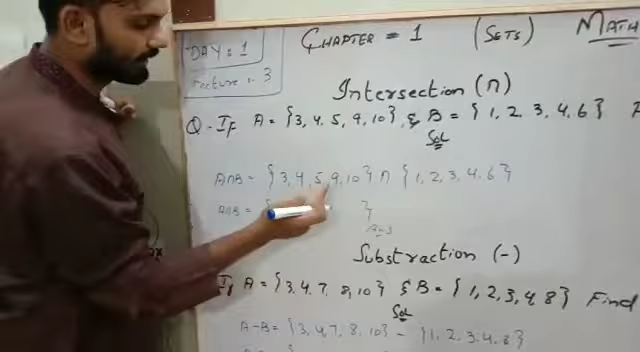 DAY: 1
Lecture: 3
CHAPTER = 1 (SETS) MATH
Intersection (∩)
Q. If A = {3, 4, 5, 9, 10} & B = {1, 2, 3, 4, 6} F
Sol
A∩B = {3, 4, 5, 9, 10} ∩ {1, 2, 3, 4, 6}
A∩B = { }
Ans
Substraction (-)
If A = {3, 4, 7, 8, 10} & B = {1, 2, 3, 4, 8} Find
Sol
A-B = {3, 4, 7, 8, 10} - {1, 2, 3, 4, 8}